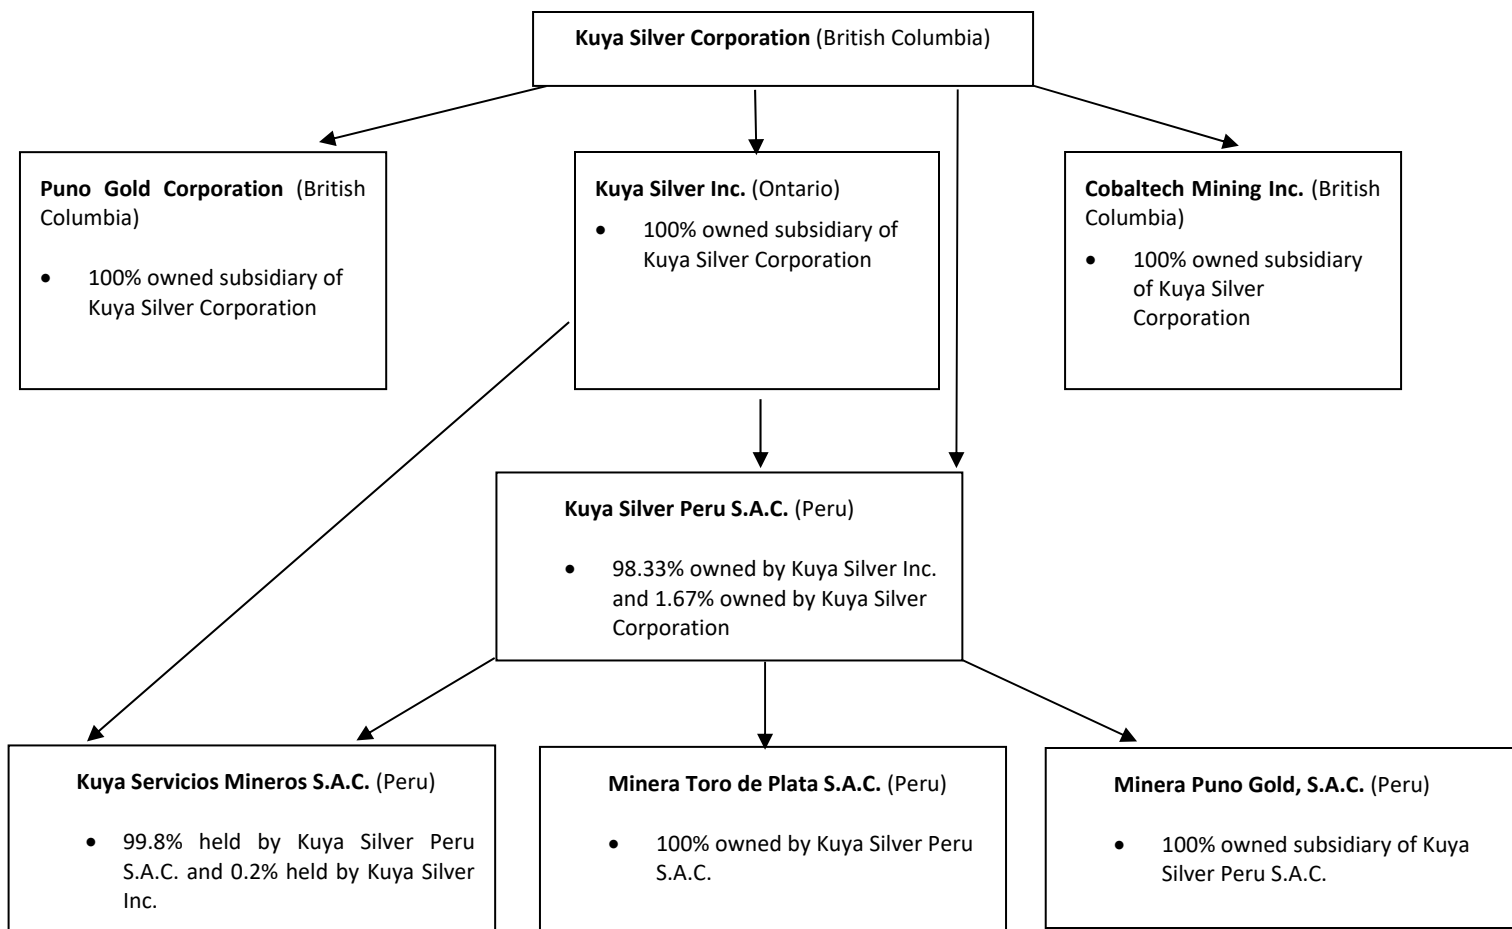 Kuya Silver Corporation (British Columbia)
Puno Gold Corporation (British
Columbia)
• 100% owned subsidiary of
Kuya Silver Corporation
Kuya Silver Inc. (Ontario)
• 100% owned subsidiary of
Kuya Silver Corporation
Cobaltech Mining Inc. (British
Columbia)
• 100% owned subsidiary
of Kuya Silver
Corporation
Kuya Silver Peru S.A.C. (Peru)
• 98.33% owned by Kuya Silver Inc.
and 1.67% owned by Kuya Silver
Corporation
Kuya Servicios Mineros S.A.C. (Peru)
• 99.8% held by Kuya Silver Peru
S.A.C. and 0.2% held by Kuya Silver
Inc.
Minera Toro de Plata S.A.C. (Peru)
• 100% owned by Kuya Silver Peru
S.A.C.
Minera Puno Gold, S.A.C. (Peru)
• 100% owned subsidiary of Kuya
Silver Peru S.A.C.